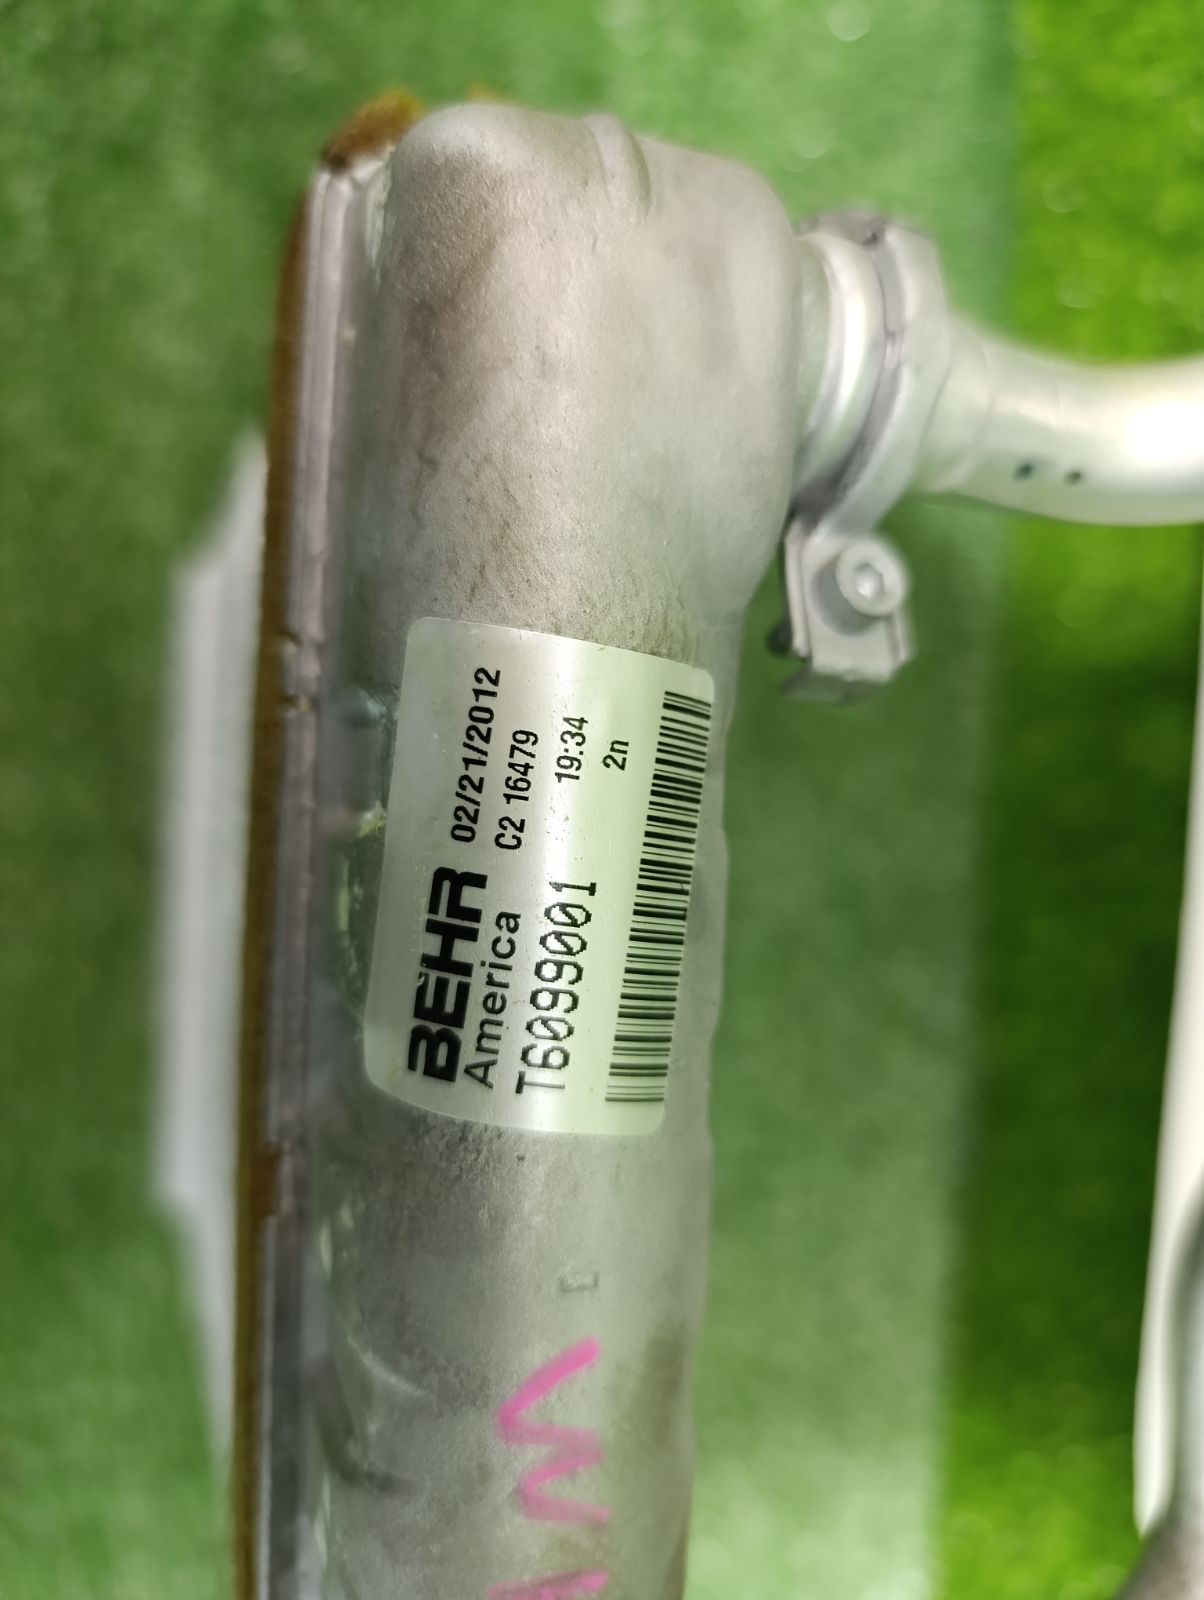 BEHR 02/21/2012
America C2 16479
T6099001 19:34
2n